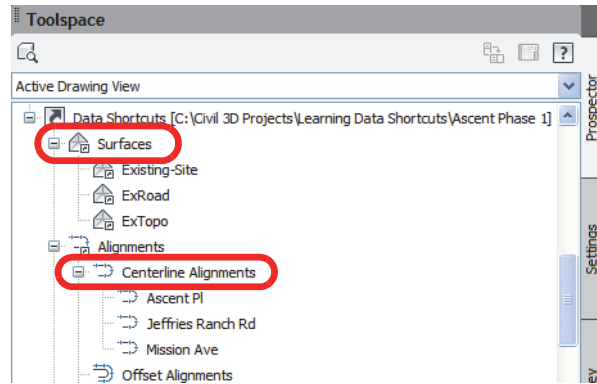 Toolspace
?
Active Drawing View
Data Shortcuts [C:\Civil 3D Projects\Learning Data Shortcuts\Ascent Phase 1]
Surfaces
Existing-Site
ExRoad
ExTopo
Alignments
Centerline Alignments
Ascent Pl
Jeffries Ranch Rd
Mission Ave
Offset Alignments
Prospector
Settings